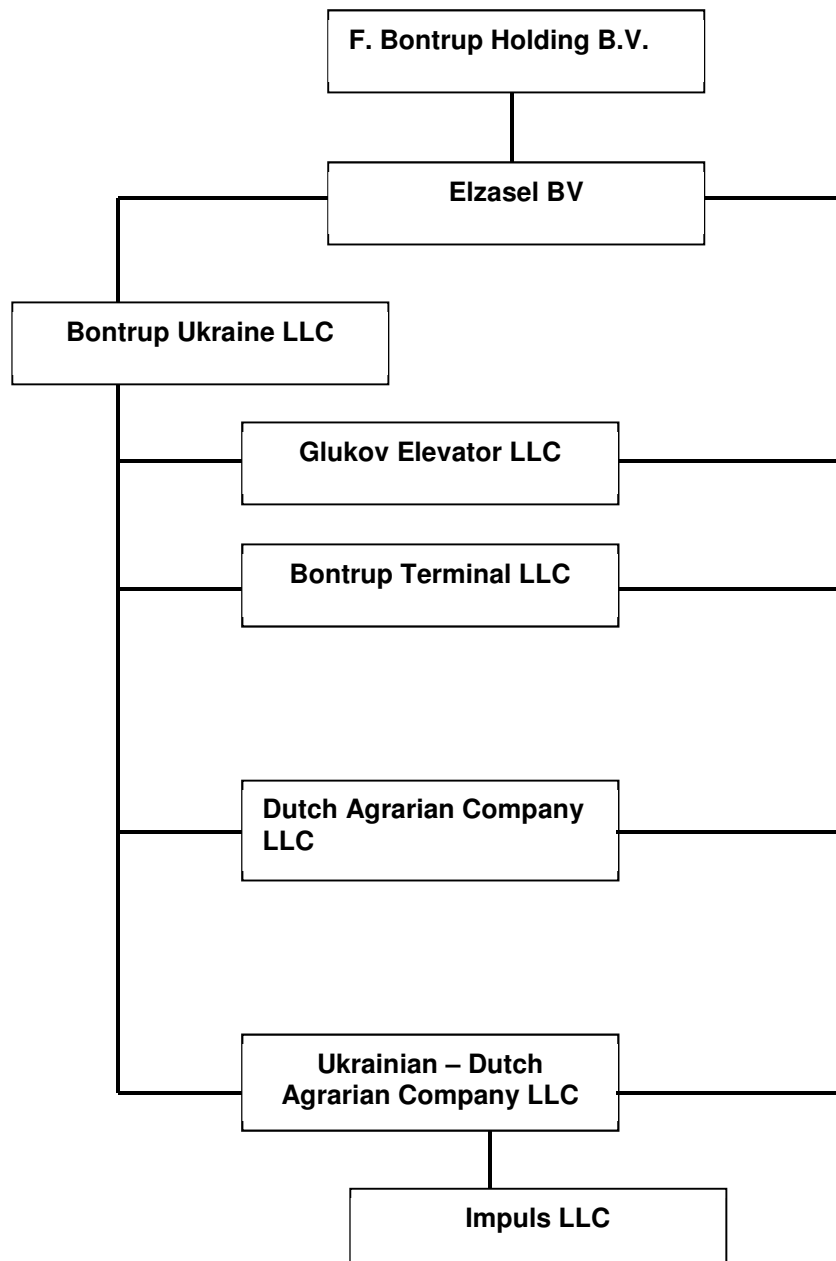 F. Bontrup Holding B.V.
Elzasel BV
Bontrup Ukraine LLC
Glukov Elevator LLC
Bontrup Terminal LLC
Dutch Agrarian Company
LLC
Ukrainian – Dutch
Agrarian Company LLC
Impuls LLC